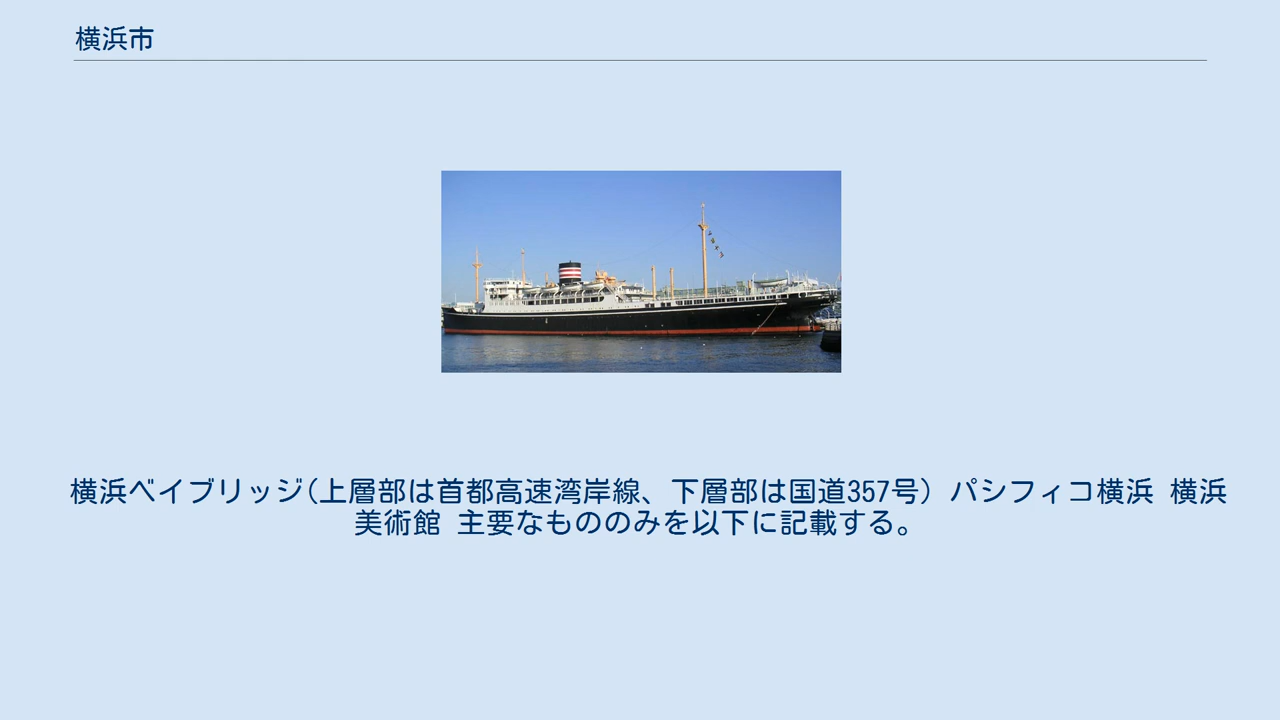 横浜市
横浜ベイブリッジ(上層部は首都高速湾岸線、下層部は国道357号) パシフィコ横浜 横浜
美術館 主要なもののみを以下に記載する。